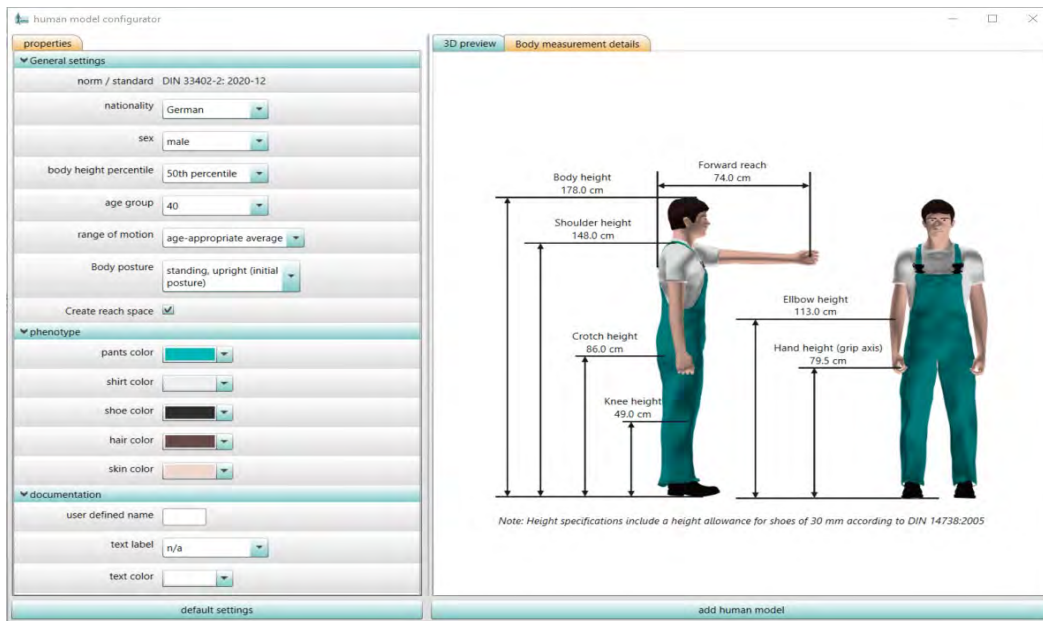 human model configurator
properties
General settings
norm / standard DIN 33402-2: 2020-12
nationality German
sex male
body height percentile 50th percentile
age group 40
range of motion age-appropriate average
Body posture standing, upright (initial
posture)
Create reach space
phenotype
pants color
shirt color
shoe color
hair color
skin color
documentation
user defined name
text label n/a
text color
default settings
3D preview Body measurement details
Forward reach
74.0 cm
Body height
178.0 cm
Shoulder height
148.0 cm
Ellbow height
113.0 cm
Crotch height
86.0 cm
Hand height (grip axis)
79.5 cm
Knee height
49.0 cm
Note: Height specifications include a height allowance for shoes of 30 mm according to DIN 14738:2005
add human model